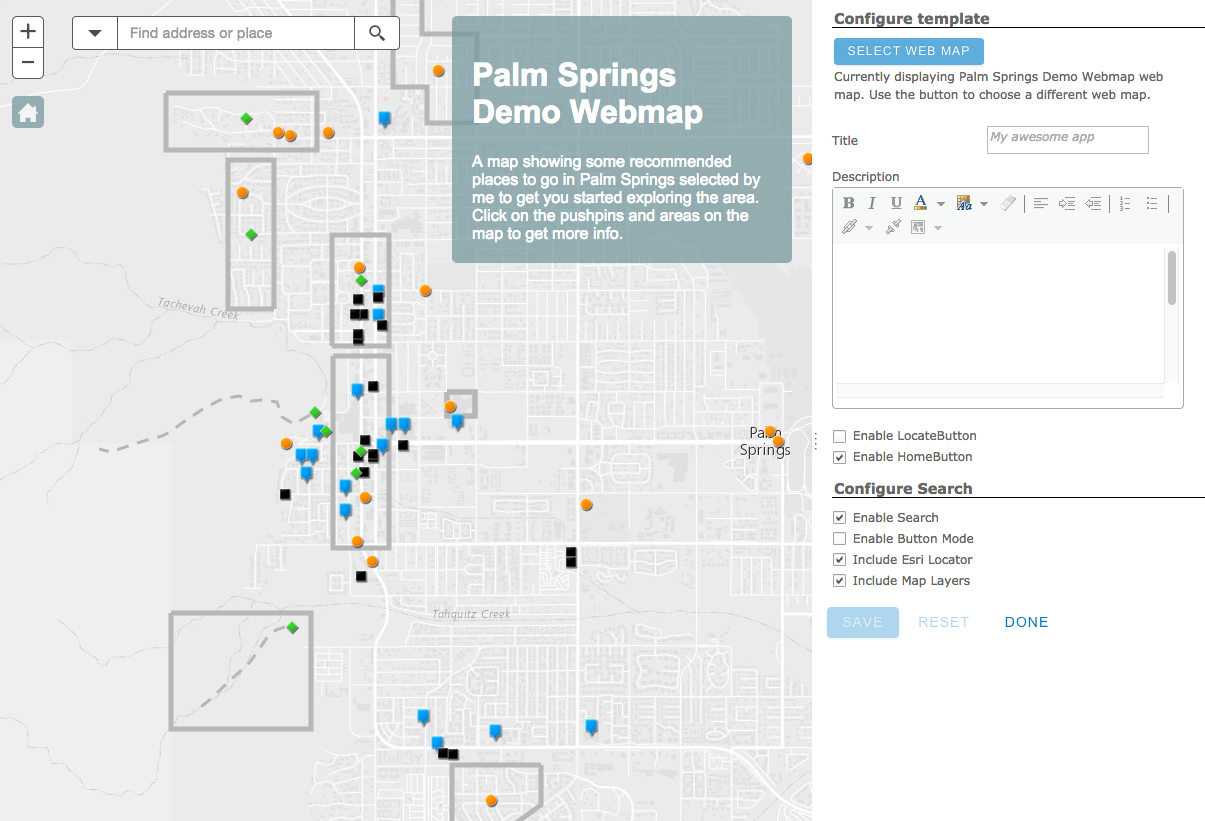 +
−
Find address or place
Palm Springs
Demo Webmap
A map showing some recommended
places to go in Palm Springs selected by
me to get you started exploring the area.
Click on the pushpins and areas on the
map to get more info.
Tachevah Creek
Palm
Springs
Tahquitz Creek
Configure template
SELECT WEB MAP
Currently displaying Palm Springs Demo Webmap web
map. Use the button to choose a different web map.
Title
My awesome app
Description
B I U A Aa
Enable LocateButton
Enable HomeButton
Configure Search
Enable Search
Enable Button Mode
Include Esri Locator
Include Map Layers
SAVE RESET DONE